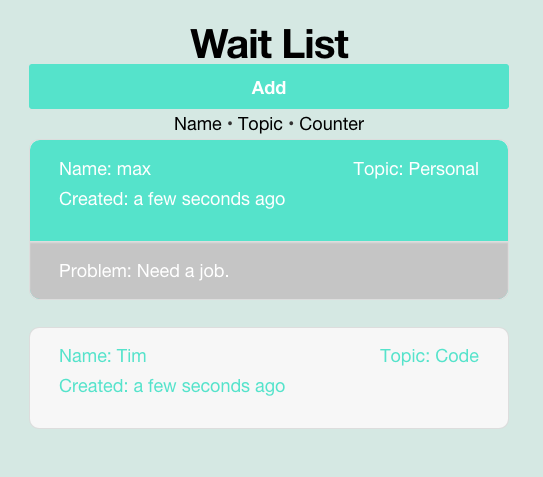 Wait List
Add
Name • Topic • Counter
Name: max Topic: Personal
Created: a few seconds ago
Problem: Need a job.
Name: Tim Topic: Code
Created: a few seconds ago